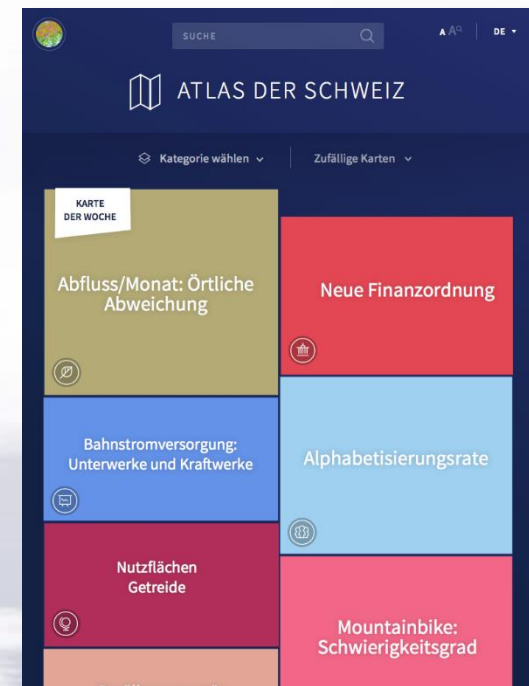 SUCHE
A A
DE
ATLAS DER SCHWEIZ
Kategorie wählen
Zufällige Karten
KARTE
DER WOCHE
Abfluss/Monat: Örtliche
Abweichung
Neue Finanzordnung
Bahnstromversorgung:
Unterwerke und Kraftwerke
Alphabetisierungsrate
Nutzflächen
Getreide
Mountainbike:
Schwierigkeitsgrad